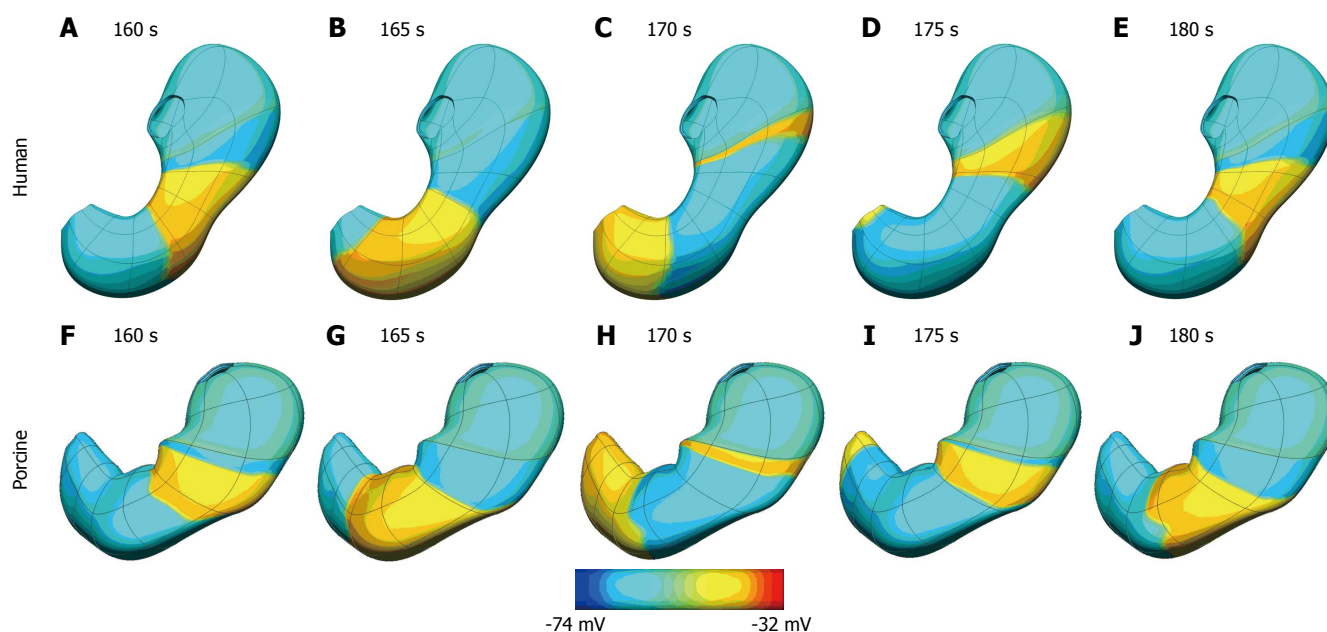 A 160 s B 165 s C 170 s D 175 s E 180 s
Human
F 160 s G 165 s H 170 s I 175 s J 180 s
Porcine
-74 mV -32 mV